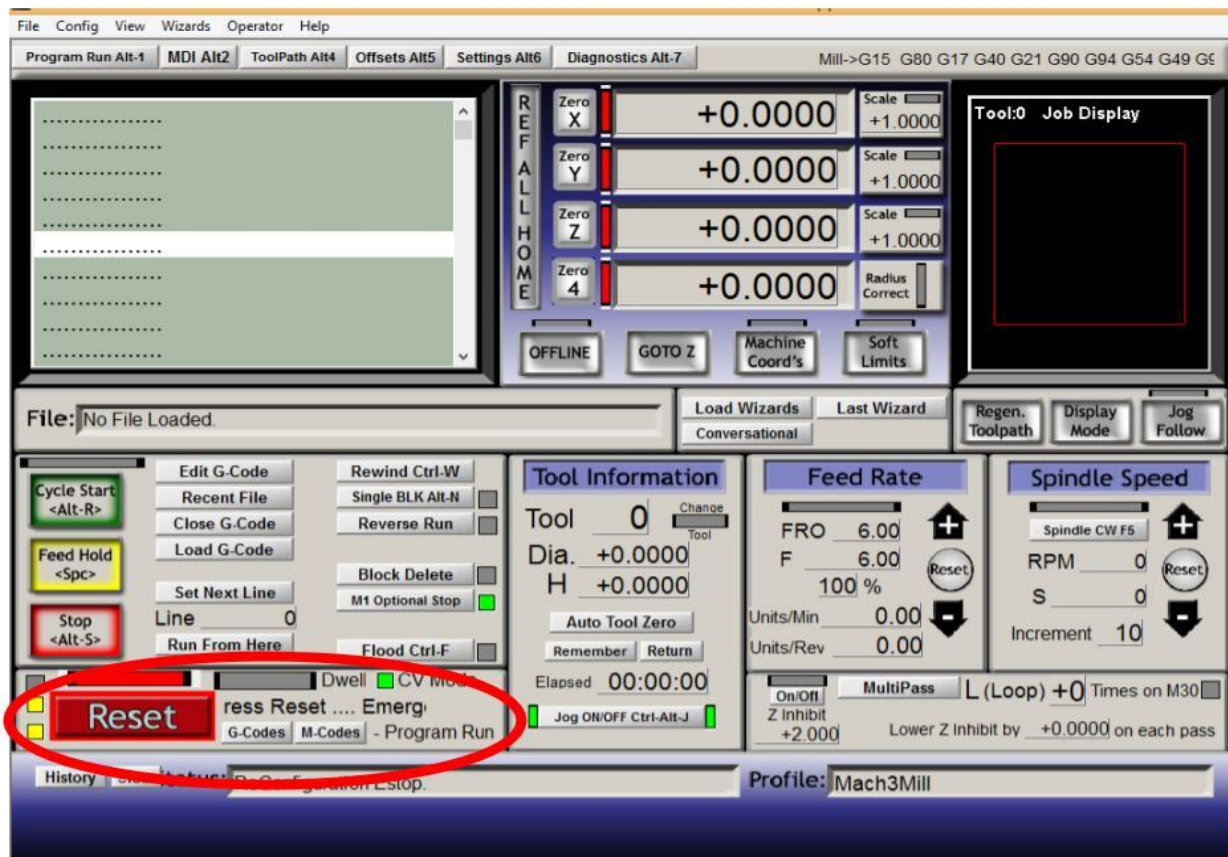 File Config View Wizards Operator Help
Program Run Alt-1 MDI Alt2 ToolPath Alt4 Offsets Alt5 Settings Alt6 Diagnostics Alt-7 Mill->G15 G80 G17 G40 G21 G90 G94 G54 G49
REF ALL HOME
Zero X +0.0000 Scale +1.0000
Zero Y +0.0000 Scale +1.0000
Zero Z +0.0000 Scale +1.0000
Zero 4 +0.0000 Radius Correct
OFFLINE GOTO Z Machine Coord's Soft Limits
Tool:0 Job Display
File: No File Loaded.
Load Wizards Last Wizard
Conversational
Regen. Toolpath Display Mode Jog Follow
Cycle Start <Alt-R>
Feed Hold <Spc>
Stop <Alt-S>
Edit G-Code Rewind Ctrl-W
Recent File Single BLK Alt-N
Close G-Code Reverse Run
Load G-Code
Block Delete
Set Next Line M1 Optional Stop
Line 0
Run From Here Flood Ctrl-F
Dwell CV Mode
Reset
ress Reset .... Emerg
G-Codes M-Codes - Program Run
Tool Information
Tool 0 Change Tool
Dia. +0.0000
H +0.0000
Auto Tool Zero
Remember Return
Elapsed 00:00:00
Jog ON/OFF Ctrl-Alt-J
Feed Rate
FRO 6.00
F 6.00
Reset
100 %
Units/Min 0.00
Units/Rev 0.00
Spindle Speed
Spindle CW F5
RPM 0
Reset
S 0
Increment 10
On/Off
Z Inhibit
+2.000
MultiPass L (Loop) +0 Times on M30
Lower Z Inhibit by +0.0000 on each pass
History Estop.
Profile: Mach3Mill